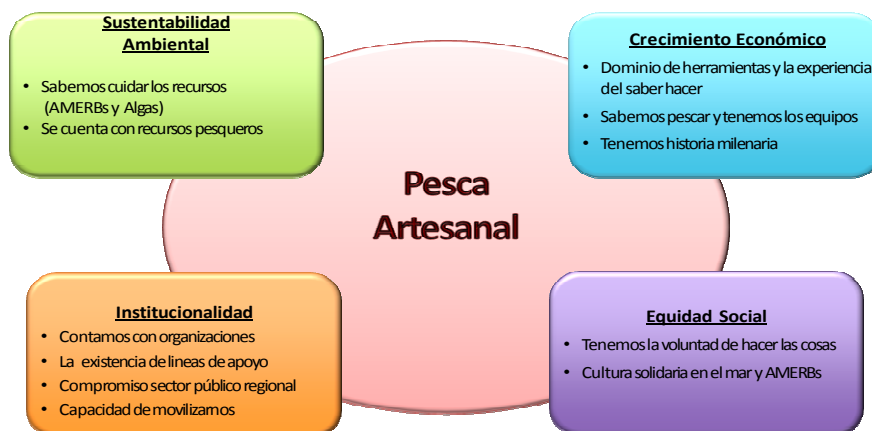 Sustentabilidad
Ambiental
• Sabemos cuidar los recursos
(AMERBs y Algas)
• Se cuenta con recursos pesqueros
Crecimiento Económico
• Dominio de herramientas y la experiencia
del saber hacer
• Sabemos pescar y tenemos los equipos
• Tenemos historia milenaria
Pesca
Artesanal
Institucionalidad
• Contamos con organizaciones
• La existencia de lineas de apoyo
• Compromiso sector público regional
• Capacidad de movilizarnos
Equidad Social
• Tenemos la voluntad de hacer las cosas
• Cultura solidaria en el mar y AMERBs